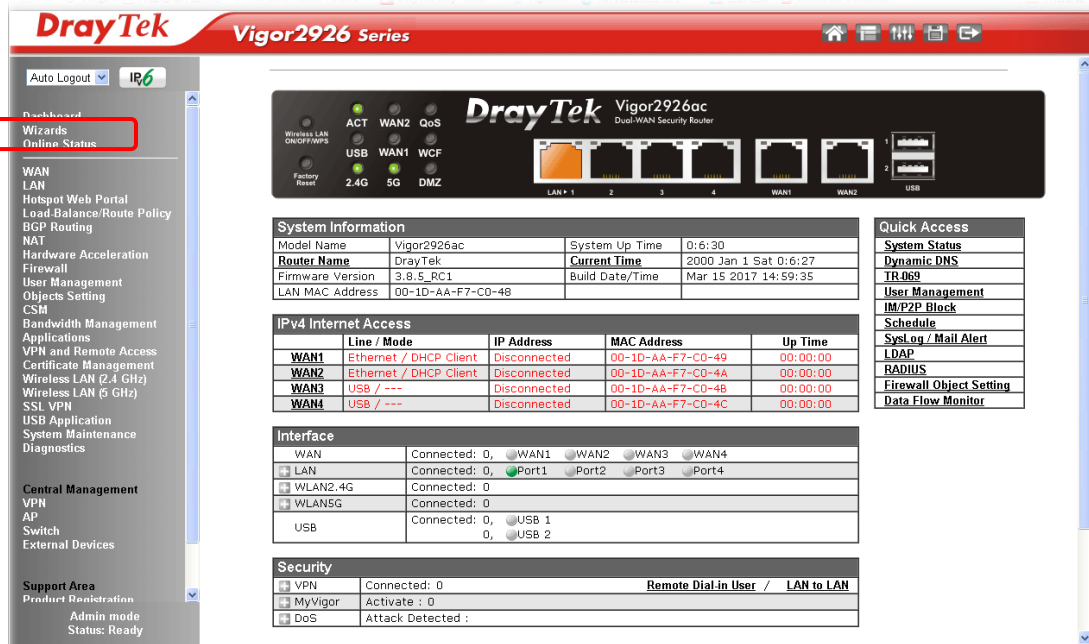 DrayTek Vigor2926 Series
Auto Logout IPv6
Dashboard
Wizards
Online Status
WAN
LAN
Hotspot Web Portal
Load-Balance/Route Policy
BGP Routing
NAT
Hardware Acceleration
Firewall
User Management
Objects Setting
CSM
Bandwidth Management
Applications
VPN and Remote Access
Certificate Management
Wireless LAN (2.4 GHz)
Wireless LAN (5 GHz)
SSL VPN
USB Application
System Maintenance
Diagnostics
Central Management
VPN
AP
Switch
External Devices
Support Area
Product Registration
Admin mode
Status: Ready
DrayTek Vigor2926ac
Dual-WAN Security Router
Wireless LAN ON/OFF/WPS
Factory Reset
ACT WAN2 QoS
USB WAN1 WCF
2.4G 5G DMZ
LAN 1 2 3 4 WAN1 WAN2
1
2
USB
System Information
Model Name Vigor2926ac System Up Time 0:6:30
Router Name DrayTek Current Time 2000 Jan 1 Sat 0:6:27
Firmware Version 3.8.5_RC1 Build Date/Time Mar 15 2017 14:59:35
LAN MAC Address 00-1D-AA-F7-C0-48
IPv4 Internet Access
Line / Mode IP Address MAC Address Up Time
WAN1 Ethernet / DHCP Client Disconnected 00-1D-AA-F7-C0-49 00:00:00
WAN2 Ethernet / DHCP Client Disconnected 00-1D-AA-F7-C0-4A 00:00:00
WAN3 USB / --- Disconnected 00-1D-AA-F7-C0-4B 00:00:00
WAN4 USB / --- Disconnected 00-1D-AA-F7-C0-4C 00:00:00
Interface
WAN Connected: 0, WAN1 WAN2 WAN3 WAN4
LAN Connected: 0, Port1 Port2 Port3 Port4
WLAN2.4G Connected: 0
WLAN5G Connected: 0
USB Connected: 0, USB 1
0, USB 2
Security
VPN Connected: 0 Remote Dial-in User / LAN to LAN
MyVigor Activate : 0
DoS Attack Detected :
Quick Access
System Status
Dynamic DNS
TR-069
User Management
IM/P2P Block
Schedule
SysLog / Mail Alert
LDAP
RADIUS
Firewall Object Setting
Data Flow Monitor